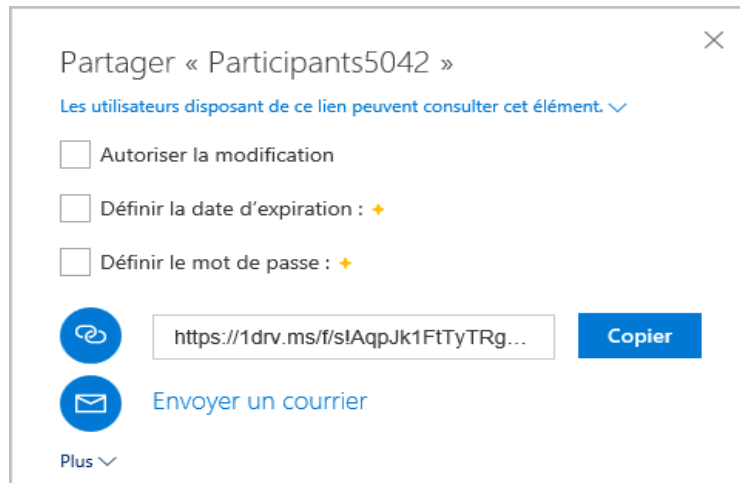 Partager « Participants5042 »
Les utilisateurs disposant de ce lien peuvent consulter cet élément.
Autoriser la modification
Définir la date d’expiration :
Définir le mot de passe :
https://1drv.ms/f/s!AqpJk1FtTyTRg...
Copier
Envoyer un courrier
Plus